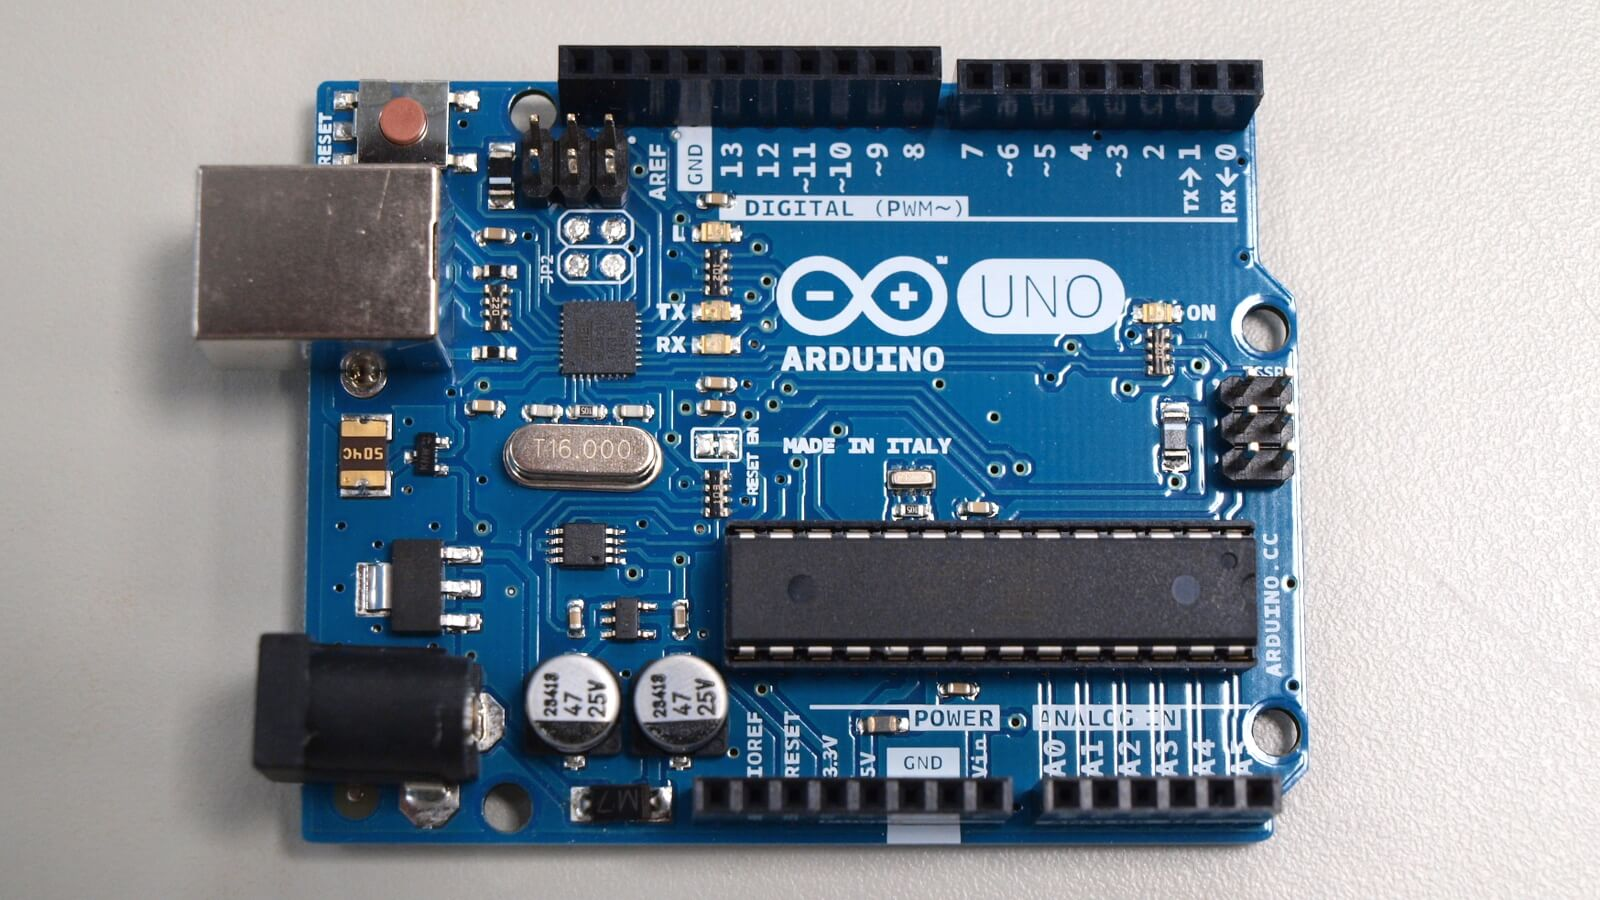 RESET
AREF
GND
13
12
~11
~10
~9
8
7
~6
~5
4
~3
2
TX→1
RX←0
DIGITAL (PWM~)
L
JP2
TX
RX
UNO
ON
ARDUINO
ICSP
T16.000
RESET EN
MADE IN ITALY
ARDUINO.CC
47
25V
47
25V
M7
IOREF
RESET
3.3V
5V
POWER
GND
Vin
ANALOG IN
A0
A1
A2
A3
A4
A5